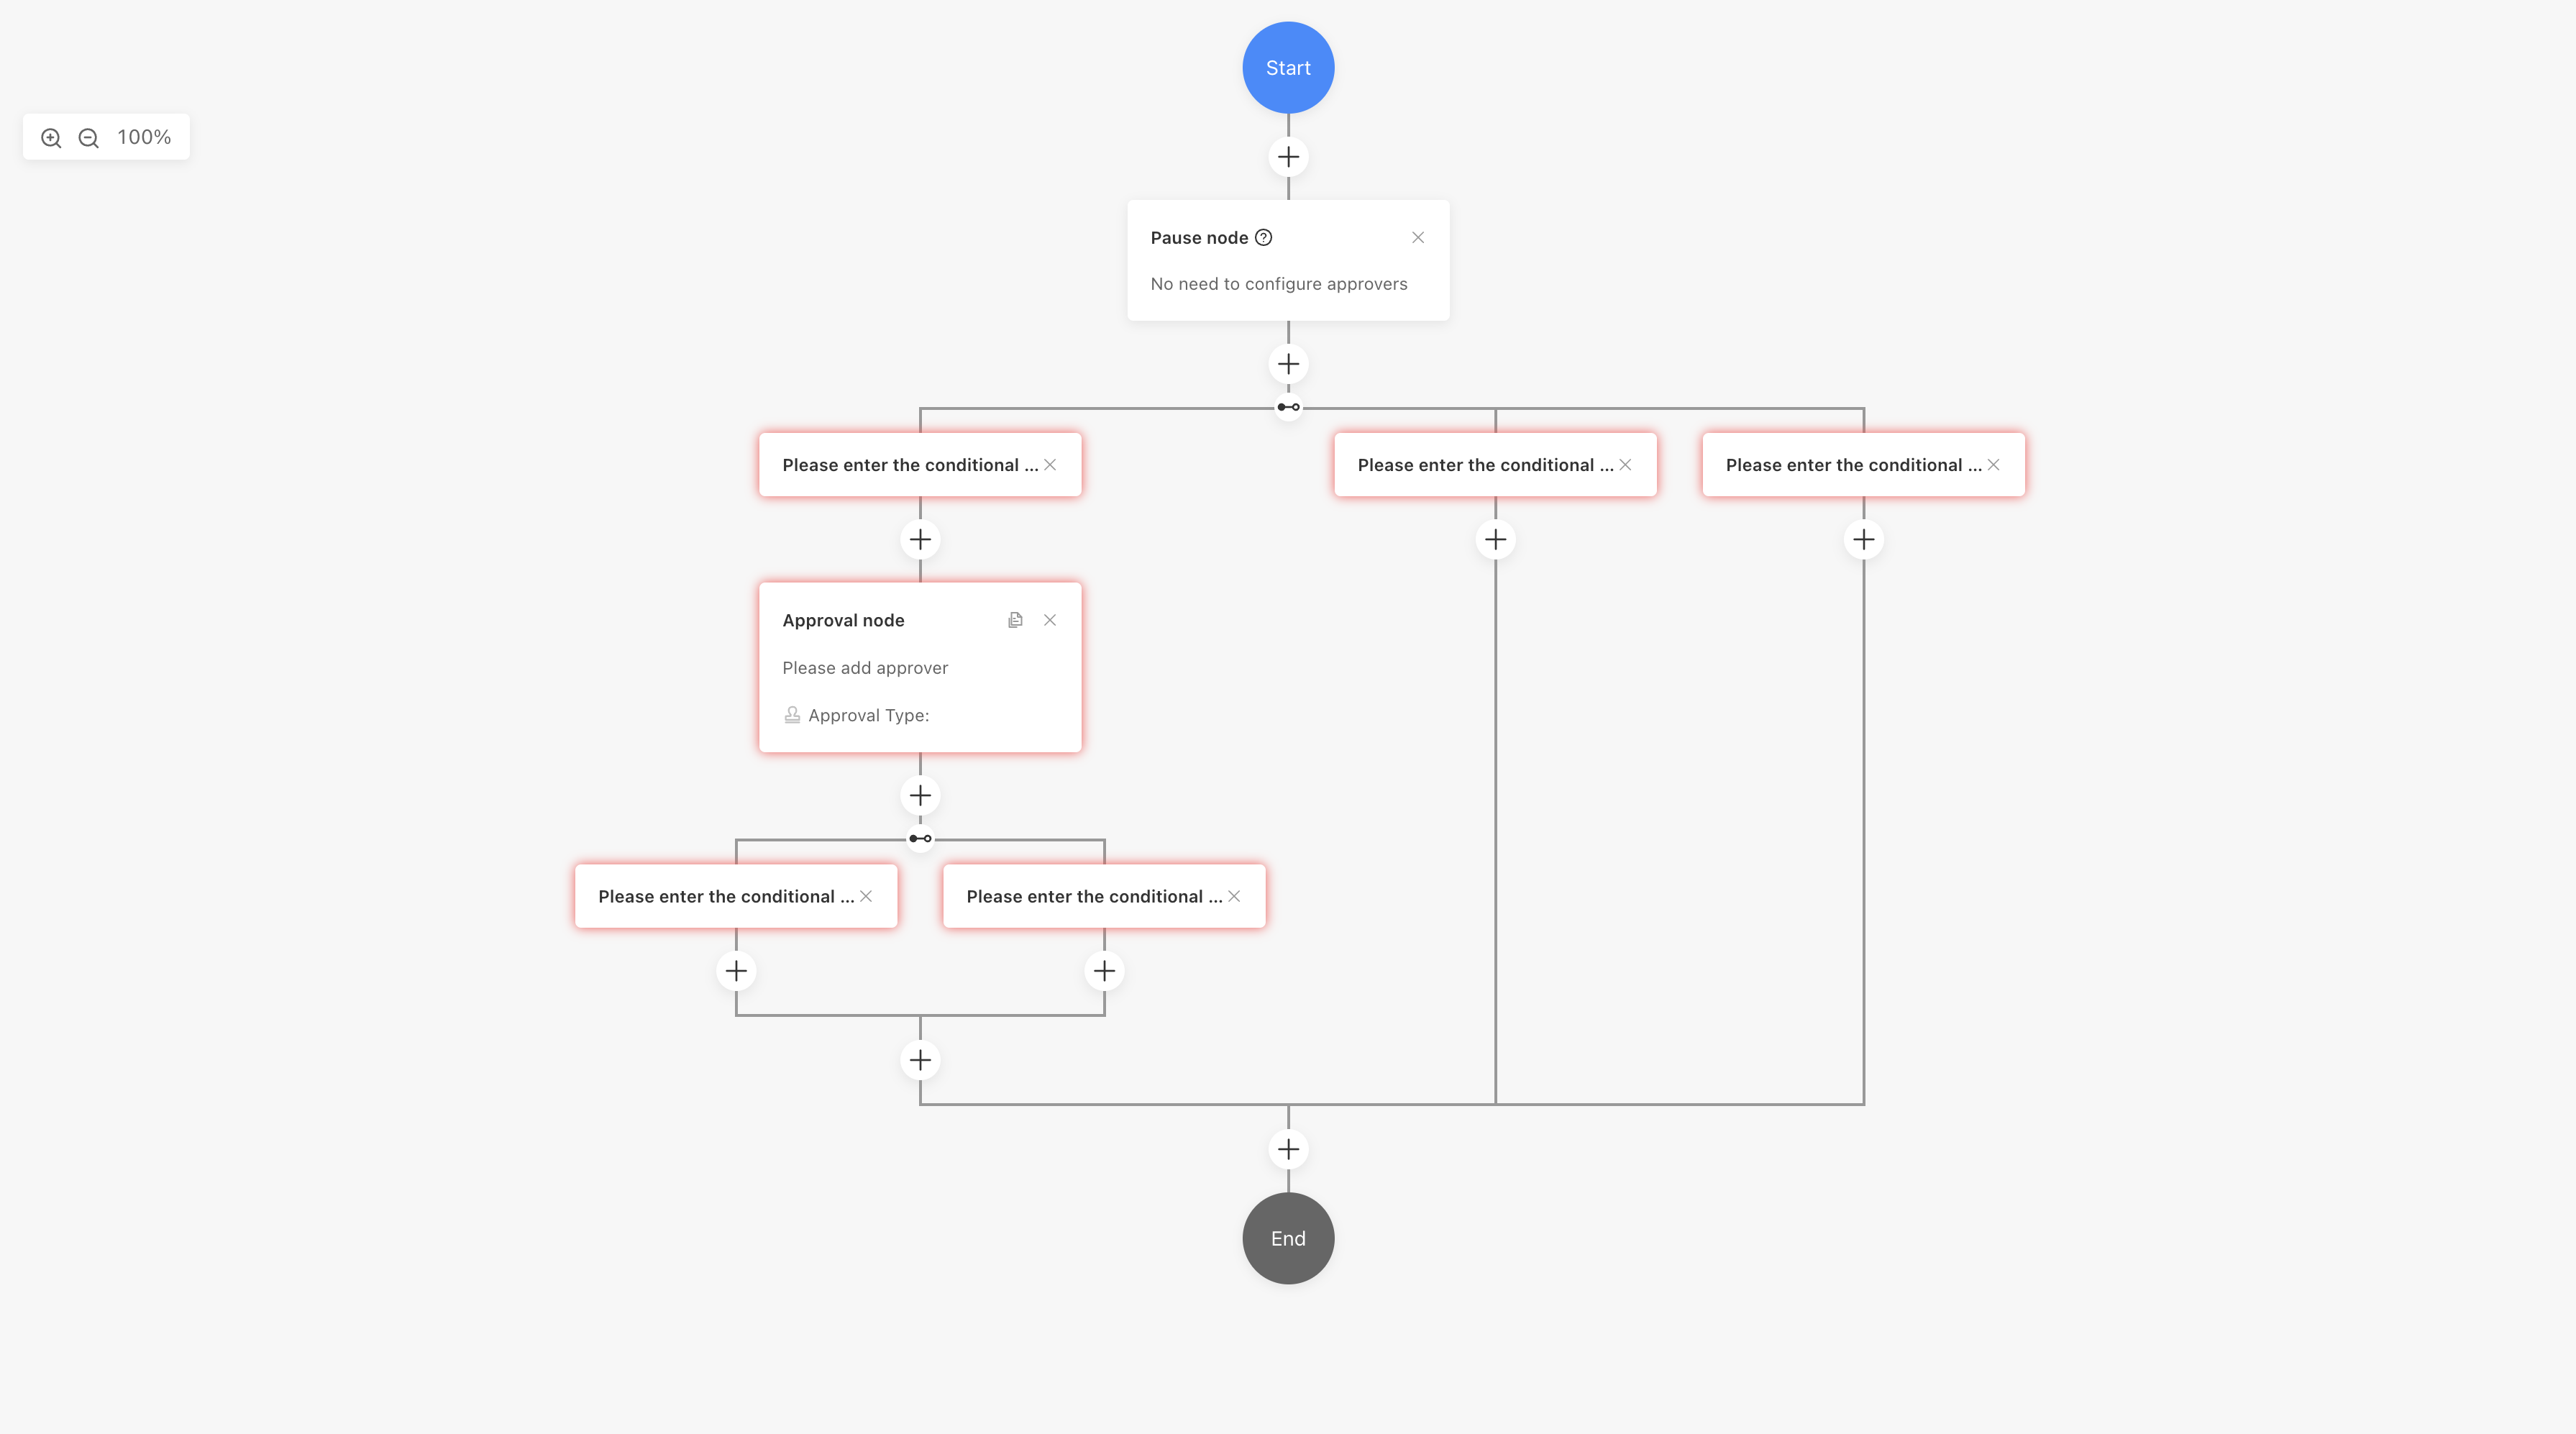 Start
100%
Pause node
No need to configure approvers
Please enter the conditional ...
Please enter the conditional ...
Please enter the conditional ...
Approval node
Please add approver
Approval Type:
Please enter the conditional ...
Please enter the conditional ...
End